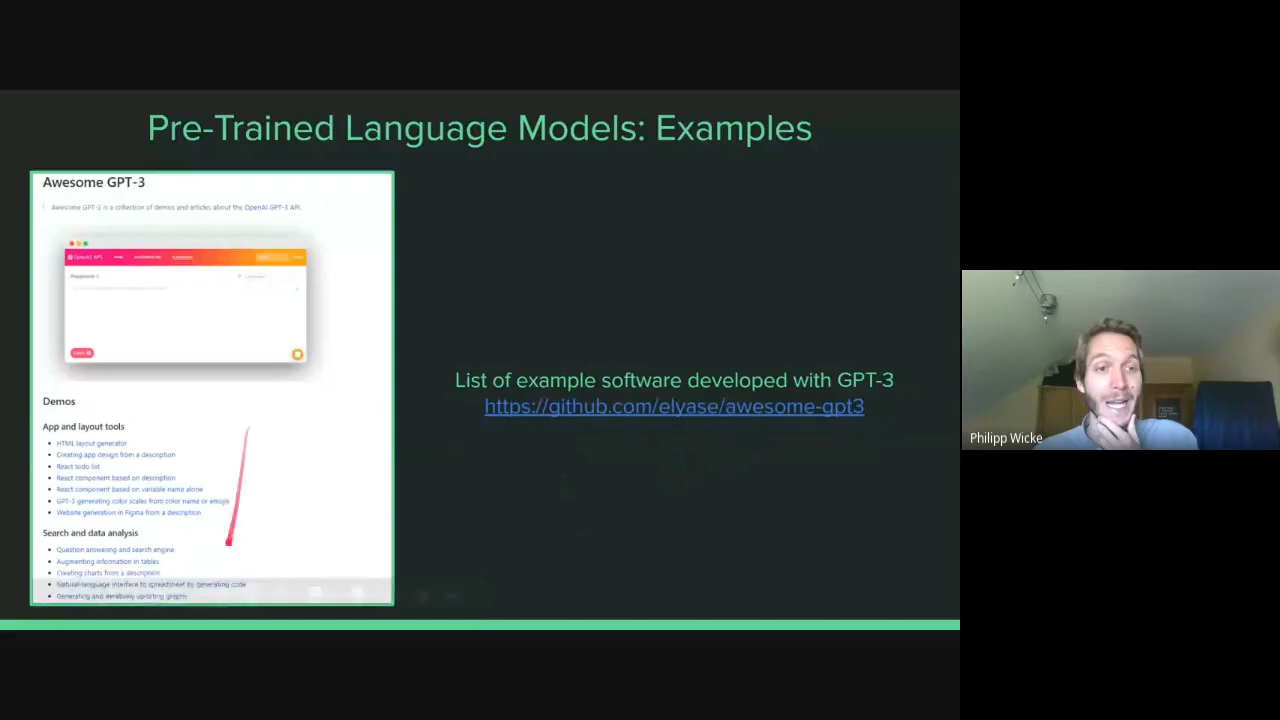 Pre-Trained Language Models: Examples
Awesome GPT-3
Awesome GPT-3 is a collection of demos and articles about the OpenAI GPT-3 API.
OpenAI API
Playground
Demos
App and layout tools
HTML layout generator
Creating app design from a description
React todo list
React component based on description
React component based on variable name alone
GPT-3 generating color scales from color name or emojis
Website generation in Figma from a description
Search and data analysis
Question answering and search engine
Augmenting information in tables
Creating charts from a description
Natural-language interface to spreadsheet by generating code
Generating and iteratively updating graphs
List of example software developed with GPT-3
https://github.com/elyase/awesome-gpt3
Philipp Wicke